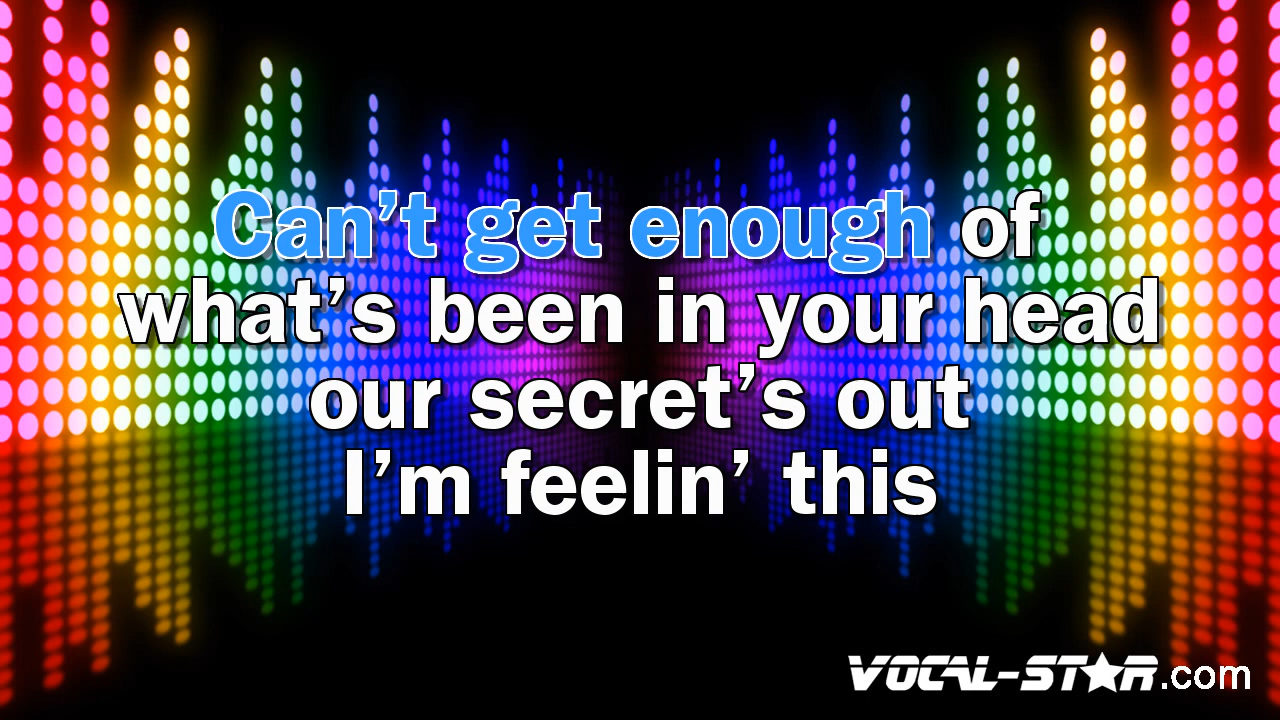 Can’t get enough of
what’s been in your head
our secret’s out
I’m feelin’ this
VOCAL-STAR.com